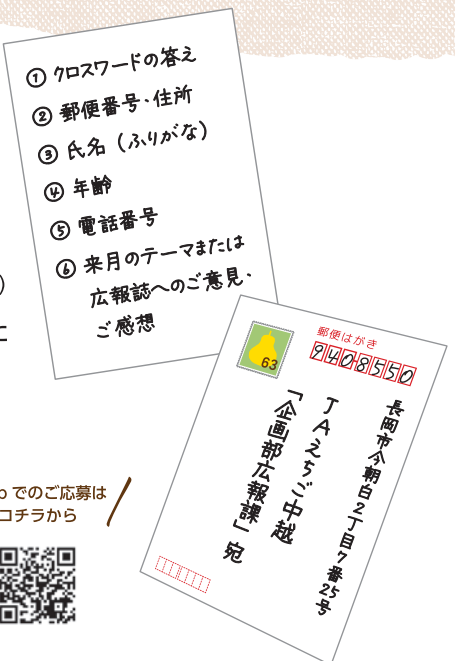 ① クロスワードの答え
② 郵便番号・住所
③ 氏名（ふりがな）
④ 年齢
⑤ 電話番号
⑥ 来月のテーマまたは
広報誌へのご意見・
ご感想
63
郵便はがき
9408550
長岡市今朝白2丁目7番25号
JAえちご中越
「企画部広報課」宛
でのご応募は
コチラから